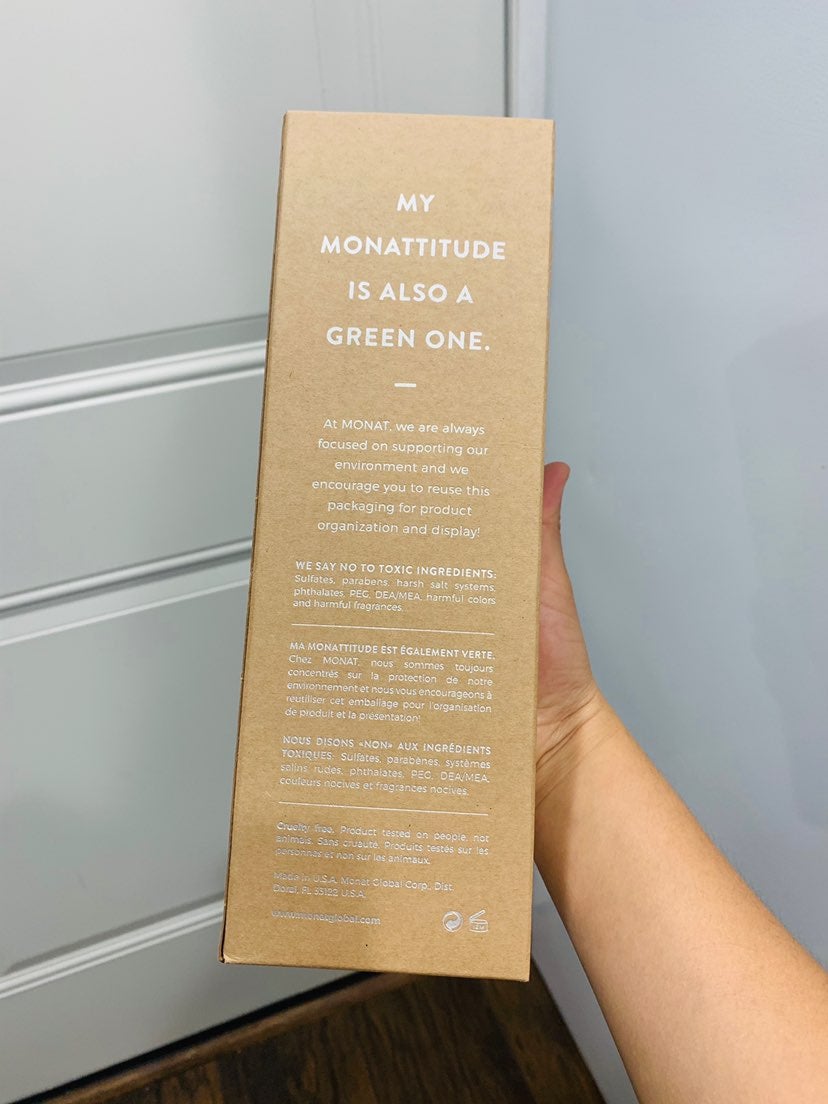 MY
MONATTITUDE
IS ALSO A
GREEN ONE.
At MONAT, we are always
focused on supporting our
environment and we
encourage you to reuse this
packaging for product
organization and display!
WE SAY NO TO TOXIC INGREDIENTS:
Sulfates, parabens, harsh salt systems,
phthalates, PEG, DEA/MEA, harmful colors
and harmful fragrances.
MA MONATTITUDE EST ÉGALEMENT VERTE.
Chez MONAT, nous sommes toujours
concentrés sur la protection de notre
environnement et nous vous encourageons à
réutiliser cet emballage pour l'organisation
de produit et la présentation!
NOUS DISONS «NON» AUX INGRÉDIENTS
TOXIQUES: Sulfates, parabènes, systèmes
salins rudes, phthalates, PEG, DEA/MEA,
couleurs nocives et fragrances nocives.
Cruelty free. Product tested on people, not
animals. Sans cruauté. Produits testés sur les
personnes et non sur les animaux.
Made in U.S.A. Monat Global Corp., Dist.
Doral, FL 33122 U.S.A.
www.monatglobal.com
12M